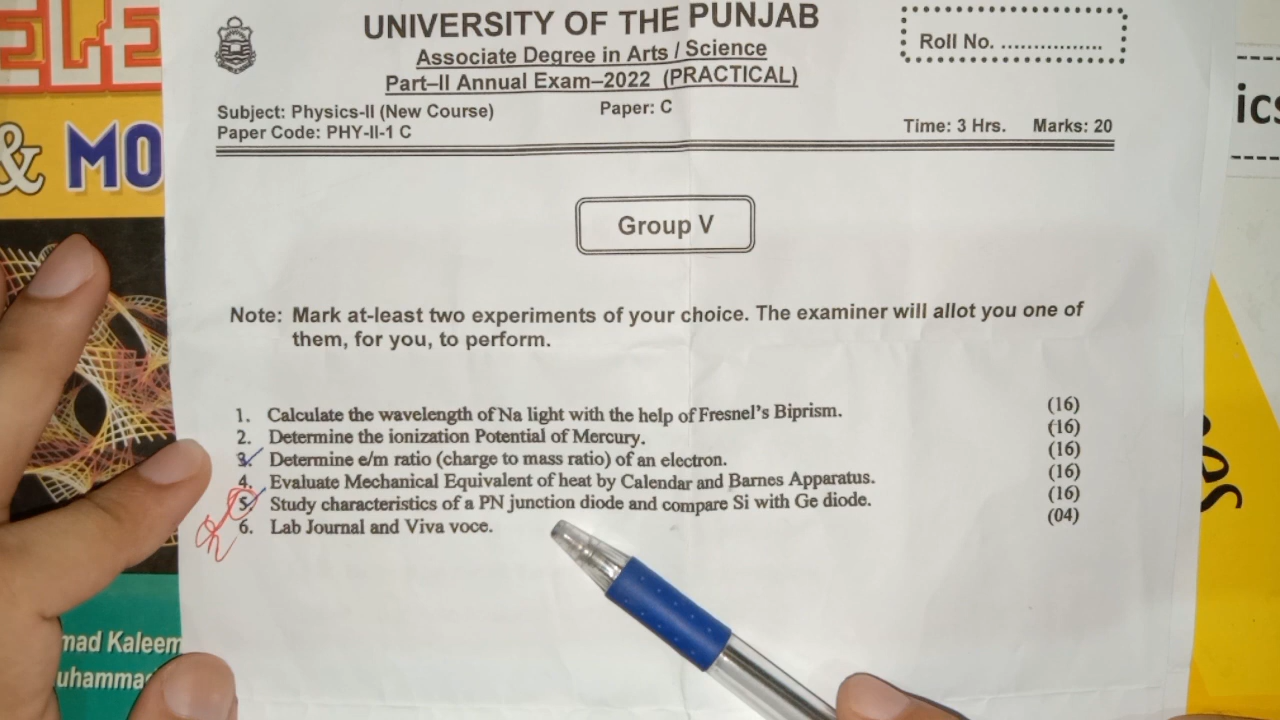 ELE
& MO
UNIVERSITY OF THE PUNJAB
Associate Degree in Arts / Science
Part–II Annual Exam–2022 (PRACTICAL)
Roll No. ................
Subject: Physics-II (New Course) Paper: C
Paper Code: PHY-II-1 C Time: 3 Hrs. Marks: 20
Group V
Note: Mark at-least two experiments of your choice. The examiner will allot you one of
them, for you, to perform.
1. Calculate the wavelength of Na light with the help of Fresnel's Biprism. (16)
2. Determine the ionization Potential of Mercury. (16)
3. Determine e/m ratio (charge to mass ratio) of an electron. (16)
4. Evaluate Mechanical Equivalent of heat by Calendar and Barnes Apparatus. (16)
5. Study characteristics of a PN junction diode and compare Si with Ge diode. (16)
6. Lab Journal and Viva voce. (04)
mad Kaleem
uhamma
ics